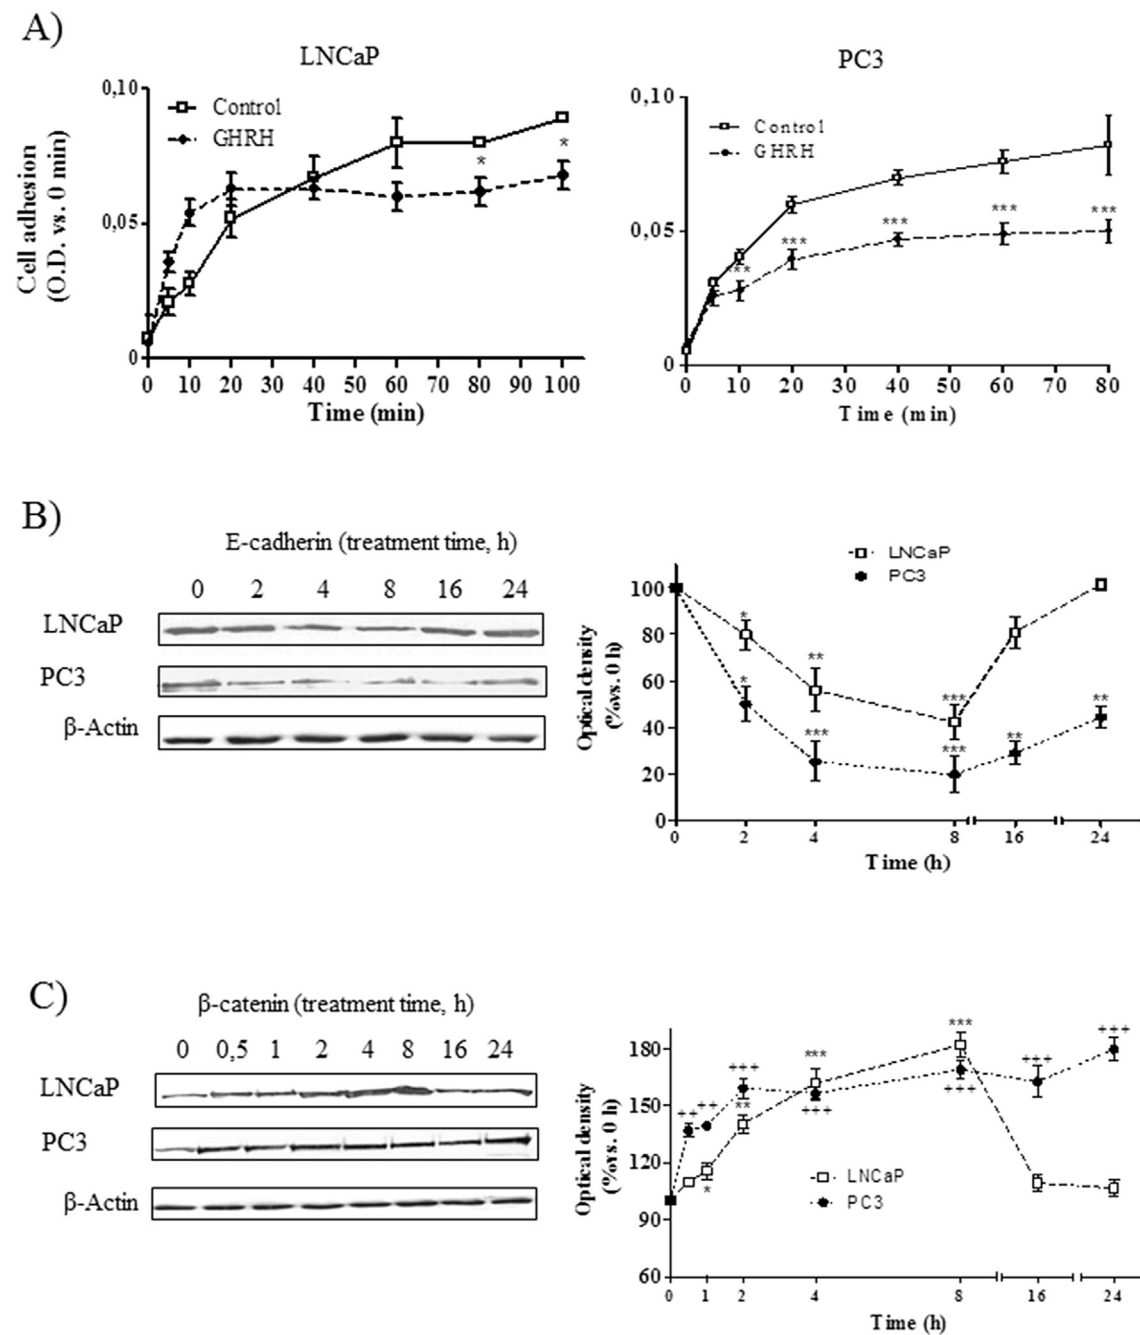 A)
LNCaP
PC3
Cell adhesion
(O.D. vs. 0 min)
0,10
0,05
0
Control
GHRH
*
*
0 10 20 30 40 50 60 70 80 90 100
Time (min)
0,10
0,05
0
Control
GHRH
***
***
***
***
***
0 10 20 30 40 50 60 70 80
Time (min)
B)
E-cadherin (treatment time, h)
0 2 4 8 16 24
LNCaP
PC3
β-Actin
LNCaP
PC3
Optical density
(% vs. 0 h)
100
80
60
40
20
0
*
**
***
*
***
***
**
**
0 2 4 8 16 24
Time (h)
C)
β-catenin (treatment time, h)
0 0,5 1 2 4 8 16 24
LNCaP
PC3
β-Actin
Optical density
(% vs. 0 h)
180
150
120
90
60
++
++
+++
**
*
***
+++
***
+++
+++
+++
LNCaP
PC3
0 1 2 4 8 16 24
Time (h)